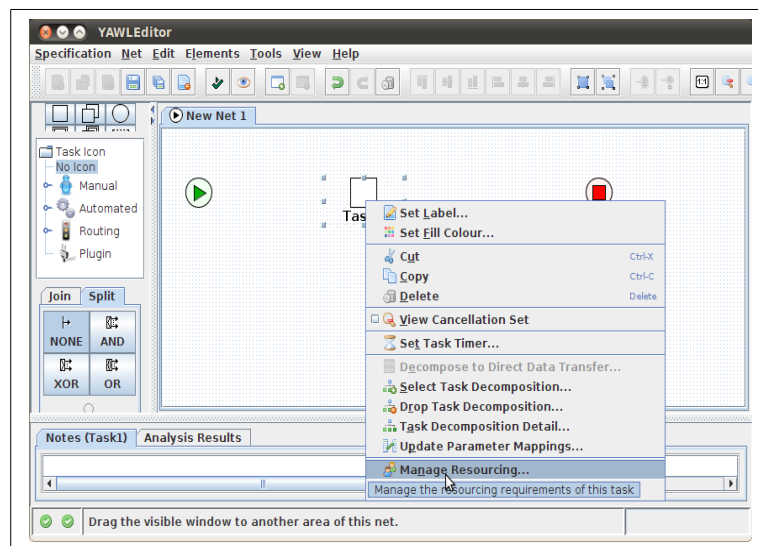 YAWLEditor
Specification Net Edit Elements Tools View Help
1:1
New Net 1
Task Icon
No Icon
Manual
Automated
Routing
Plugin
Tas
Set Label...
Set Fill Colour...
Cut Ctrl-X
Copy Ctrl-C
Delete Delete
View Cancellation Set
Set Task Timer...
Decompose to Direct Data Transfer...
Select Task Decomposition...
Drop Task Decomposition...
Task Decomposition Detail...
Update Parameter Mappings...
Manage Resourcing...
Manage the resourcing requirements of this task
Join Split
NONE AND
XOR OR
Notes (Task1) Analysis Results
Drag the visible window to another area of this net.